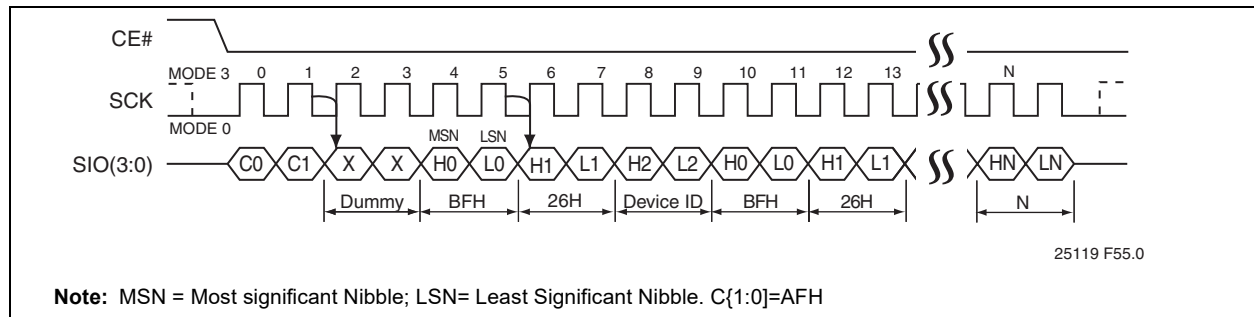 CE#
MODE 3 0 1 2 3 4 5 6 7 8 9 10 11 12 13 N
SCK
MODE 0
MSN LSN
SIO(3:0) C0 C1 X X H0 L0 H1 L1 H2 L2 H0 L0 H1 L1 HN LN
Dummy BFH 26H Device ID BFH 26H N
25119 F55.0
Note: MSN = Most significant Nibble; LSN= Least Significant Nibble. C{1:0]=AFH